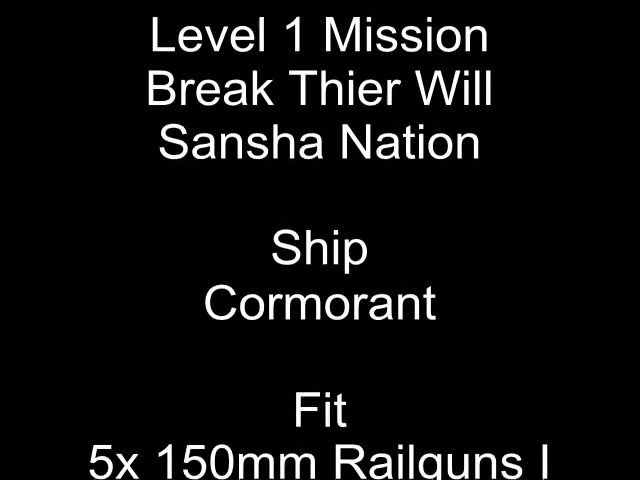 Level 1 Mission
Break Thier Will
Sansha Nation
Ship
Cormorant
Fit
5x 150mm Railguns I